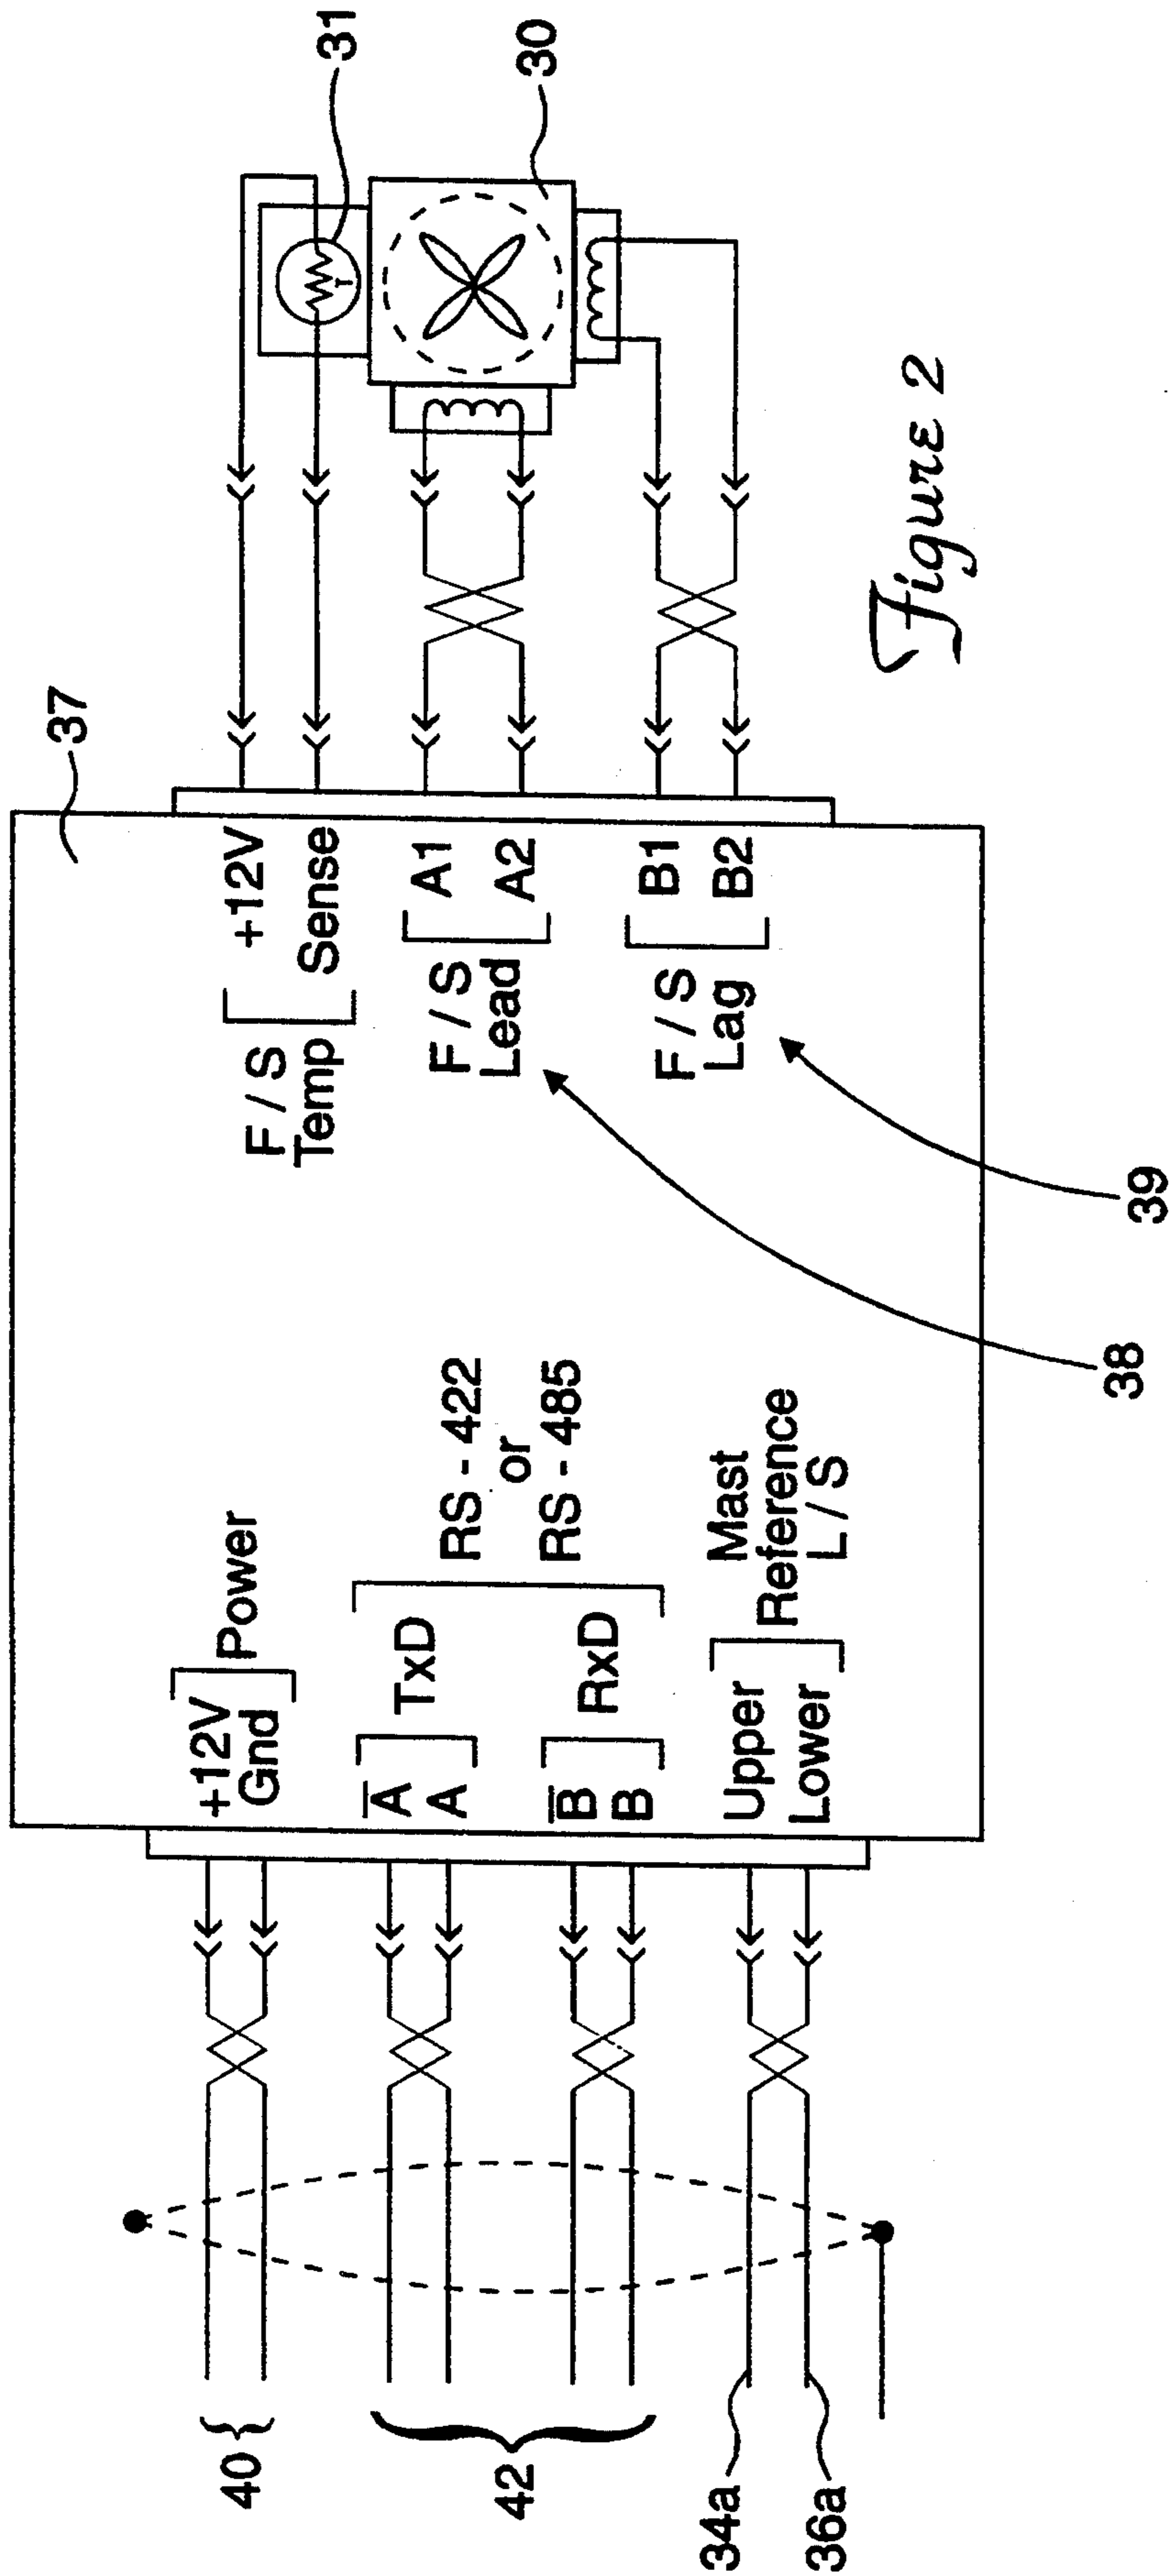 37
31
30
+12V
Gnd
Power
A
A
TxD
B
B
RxD
RS - 422
or
RS - 485
Upper
Lower
Mast
Reference
L / S
F / S
Temp
+12V
Sense
F / S
Lead
A1
A2
F / S
Lag
B1
B2
40
42
34a
36a
38
39
Figure 2